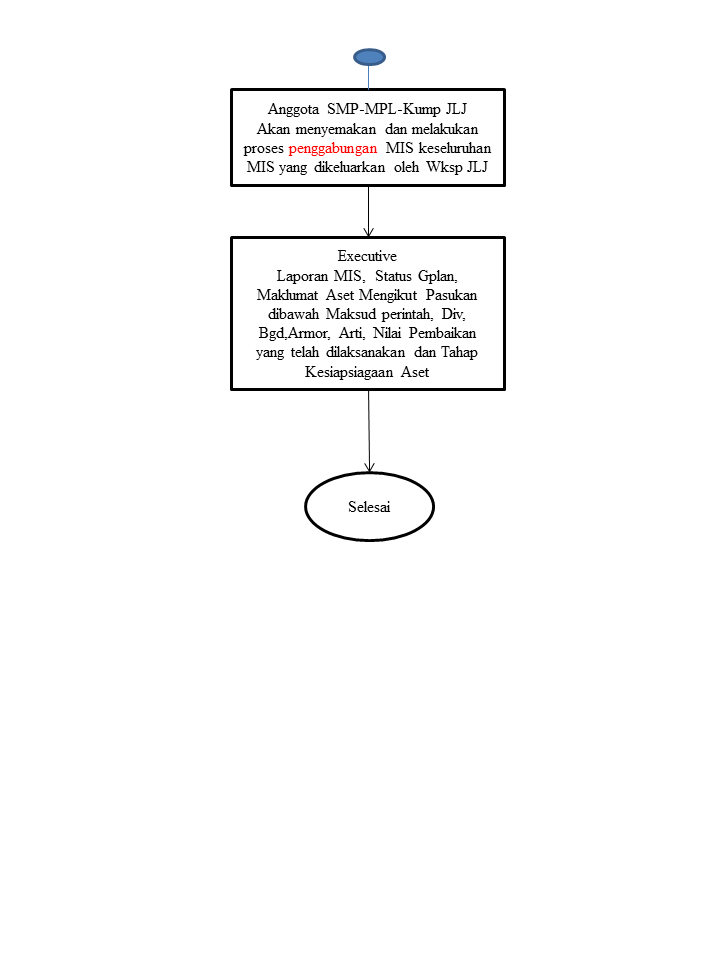 Anggota SMP-MPL-Kump JLJ
Akan menyemakan dan melakukan
proses penggabungan MIS keseluruhan
MIS yang dikeluarkan oleh Wksp JLJ
Executive
Laporan MIS, Status Gplan,
Maklumat Aset Mengikut Pasukan
dibawah Maksud perintah, Div,
Bgd,Armor, Arti, Nilai Pembaikan
yang telah dilaksanakan dan Tahap
Kesiapsiagaan Aset
Selesai